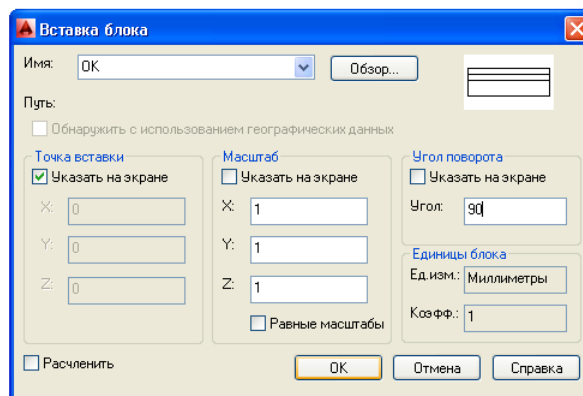 Вставка блока
Имя: ОК Обзор...
Путь:
Обнаружить с использованием географических данных
Точка вставки
Указать на экране
X: 0
Y: 0
Z: 0
Масштаб
Указать на экране
X: 1
Y: 1
Z: 1
Равные масштабы
Угол поворота
Указать на экране
Угол: 90
Единицы блока
Ед.изм.: Миллиметры
Коэфф.: 1
Расчленить
ОК Отмена Справка